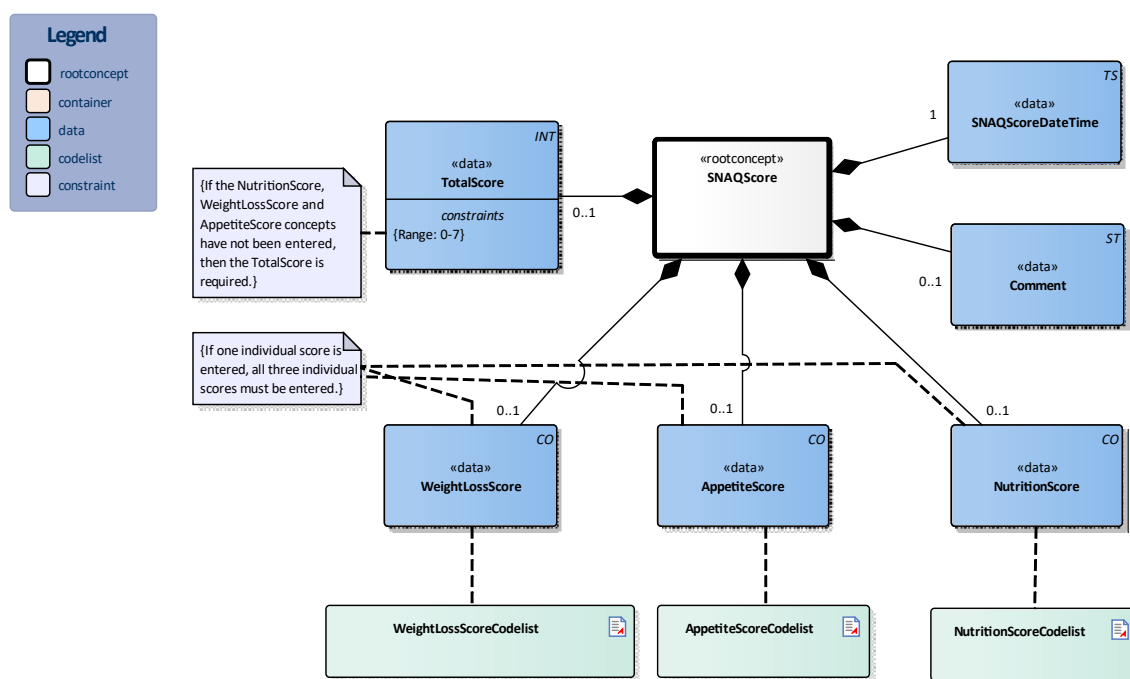 Legend
rootconcept
container
data
codelist
constraint
TS
«data»
SNAQScoreDateTime
1
INT
«data»
TotalScore
constraints
{Range: 0-7}
0..1
«rootconcept»
SNAQScore
{If the NutritionScore,
WeightLossScore and
AppetiteScore concepts
have not been entered,
then the TotalScore is
required.}
ST
«data»
Comment
0..1
{If one individual score is
entered, all three individual
scores must be entered.}
0..1
0..1
0..1
CO
«data»
WeightLossScore
CO
«data»
AppetiteScore
CO
«data»
NutritionScore
WeightLossScoreCodelist
AppetiteScoreCodelist
NutritionScoreCodelist